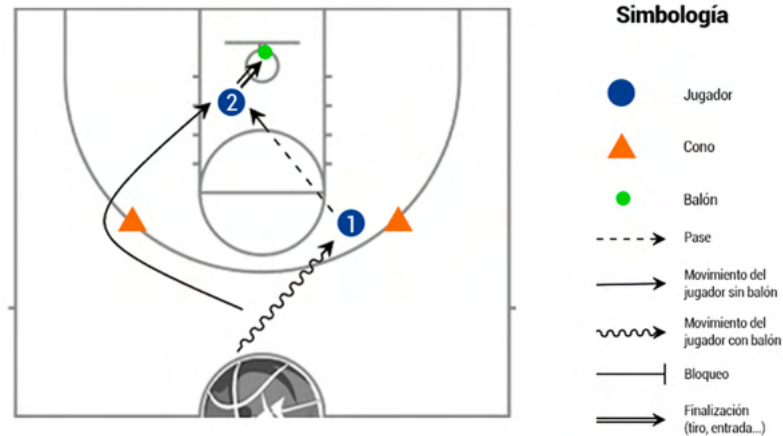 Simbología
2
1
Jugador
Cono
Balón
Pase
Movimiento del
jugador sin balón
Movimiento del
jugador con balón
Bloqueo
Finalización
(tiro, entrada...)